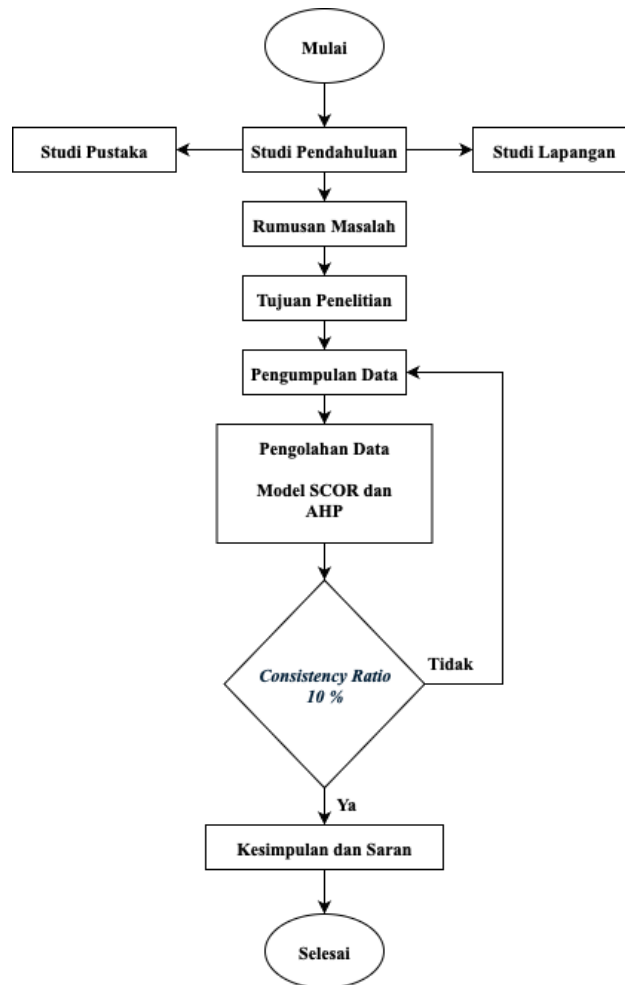 Mulai
Studi Pustaka
Studi Pendahuluan
Studi Lapangan
Rumusan Masalah
Tujuan Penelitian
Pengumpulan Data
Pengolahan Data
Model SCOR dan
AHP
Consistency Ratio
10 %
Tidak
Ya
Kesimpulan dan Saran
Selesai